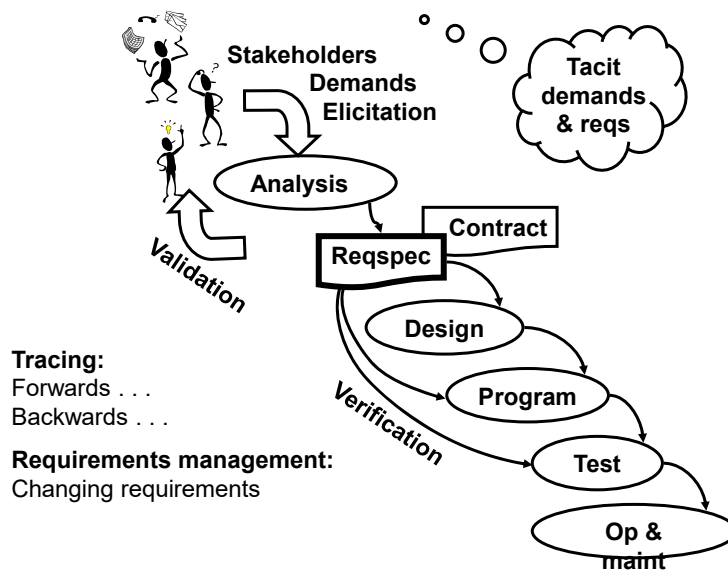 Stakeholders
Demands
Elicitation
Tacit
demands
& reqs
?
Analysis
Contract
Reqspec
Validation
Design
Tracing:
Forwards . . .
Backwards . . .
Program
Verification
Requirements management:
Changing requirements
Test
Op &
maint